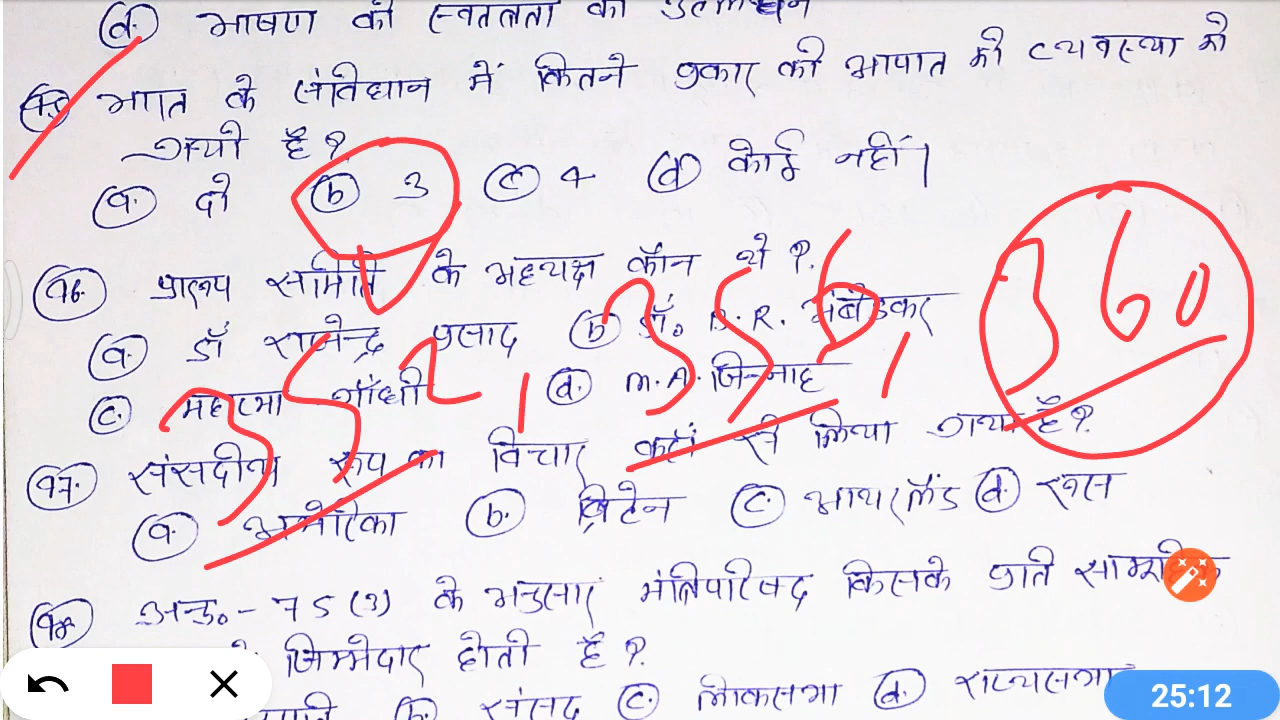 (d) भाषण की स्वतंत्रता का उल्लंघन
95. भारत के संविधान में कितने प्रकार की आपात की व्यवस्था की
गयी है?
(a) दो (b) 3 (c) 4 (d) कोई नहीं।
96. प्रारूप समिति के अध्यक्ष कौन थे?
(a) डॉ राजेन्द्र प्रसाद (b) डॉ. B.R. अंबेडकर
(c) महात्मा गाँधी (d) M.A. जिन्नाह
352, 356, 360
97. संसदीय रूप का विचार कहाँ से लिया गया है?
(a) अमेरिका (b) ब्रिटेन (c) आयरलैंड (d) रूस
98. अनु०-75(3) के अनुसार मंत्रिपरिषद किसके प्रति सामूहिक
जिम्मेदार होती है?
(b) संसद (c) लोकसभा (d) राज्यसभा
25:12